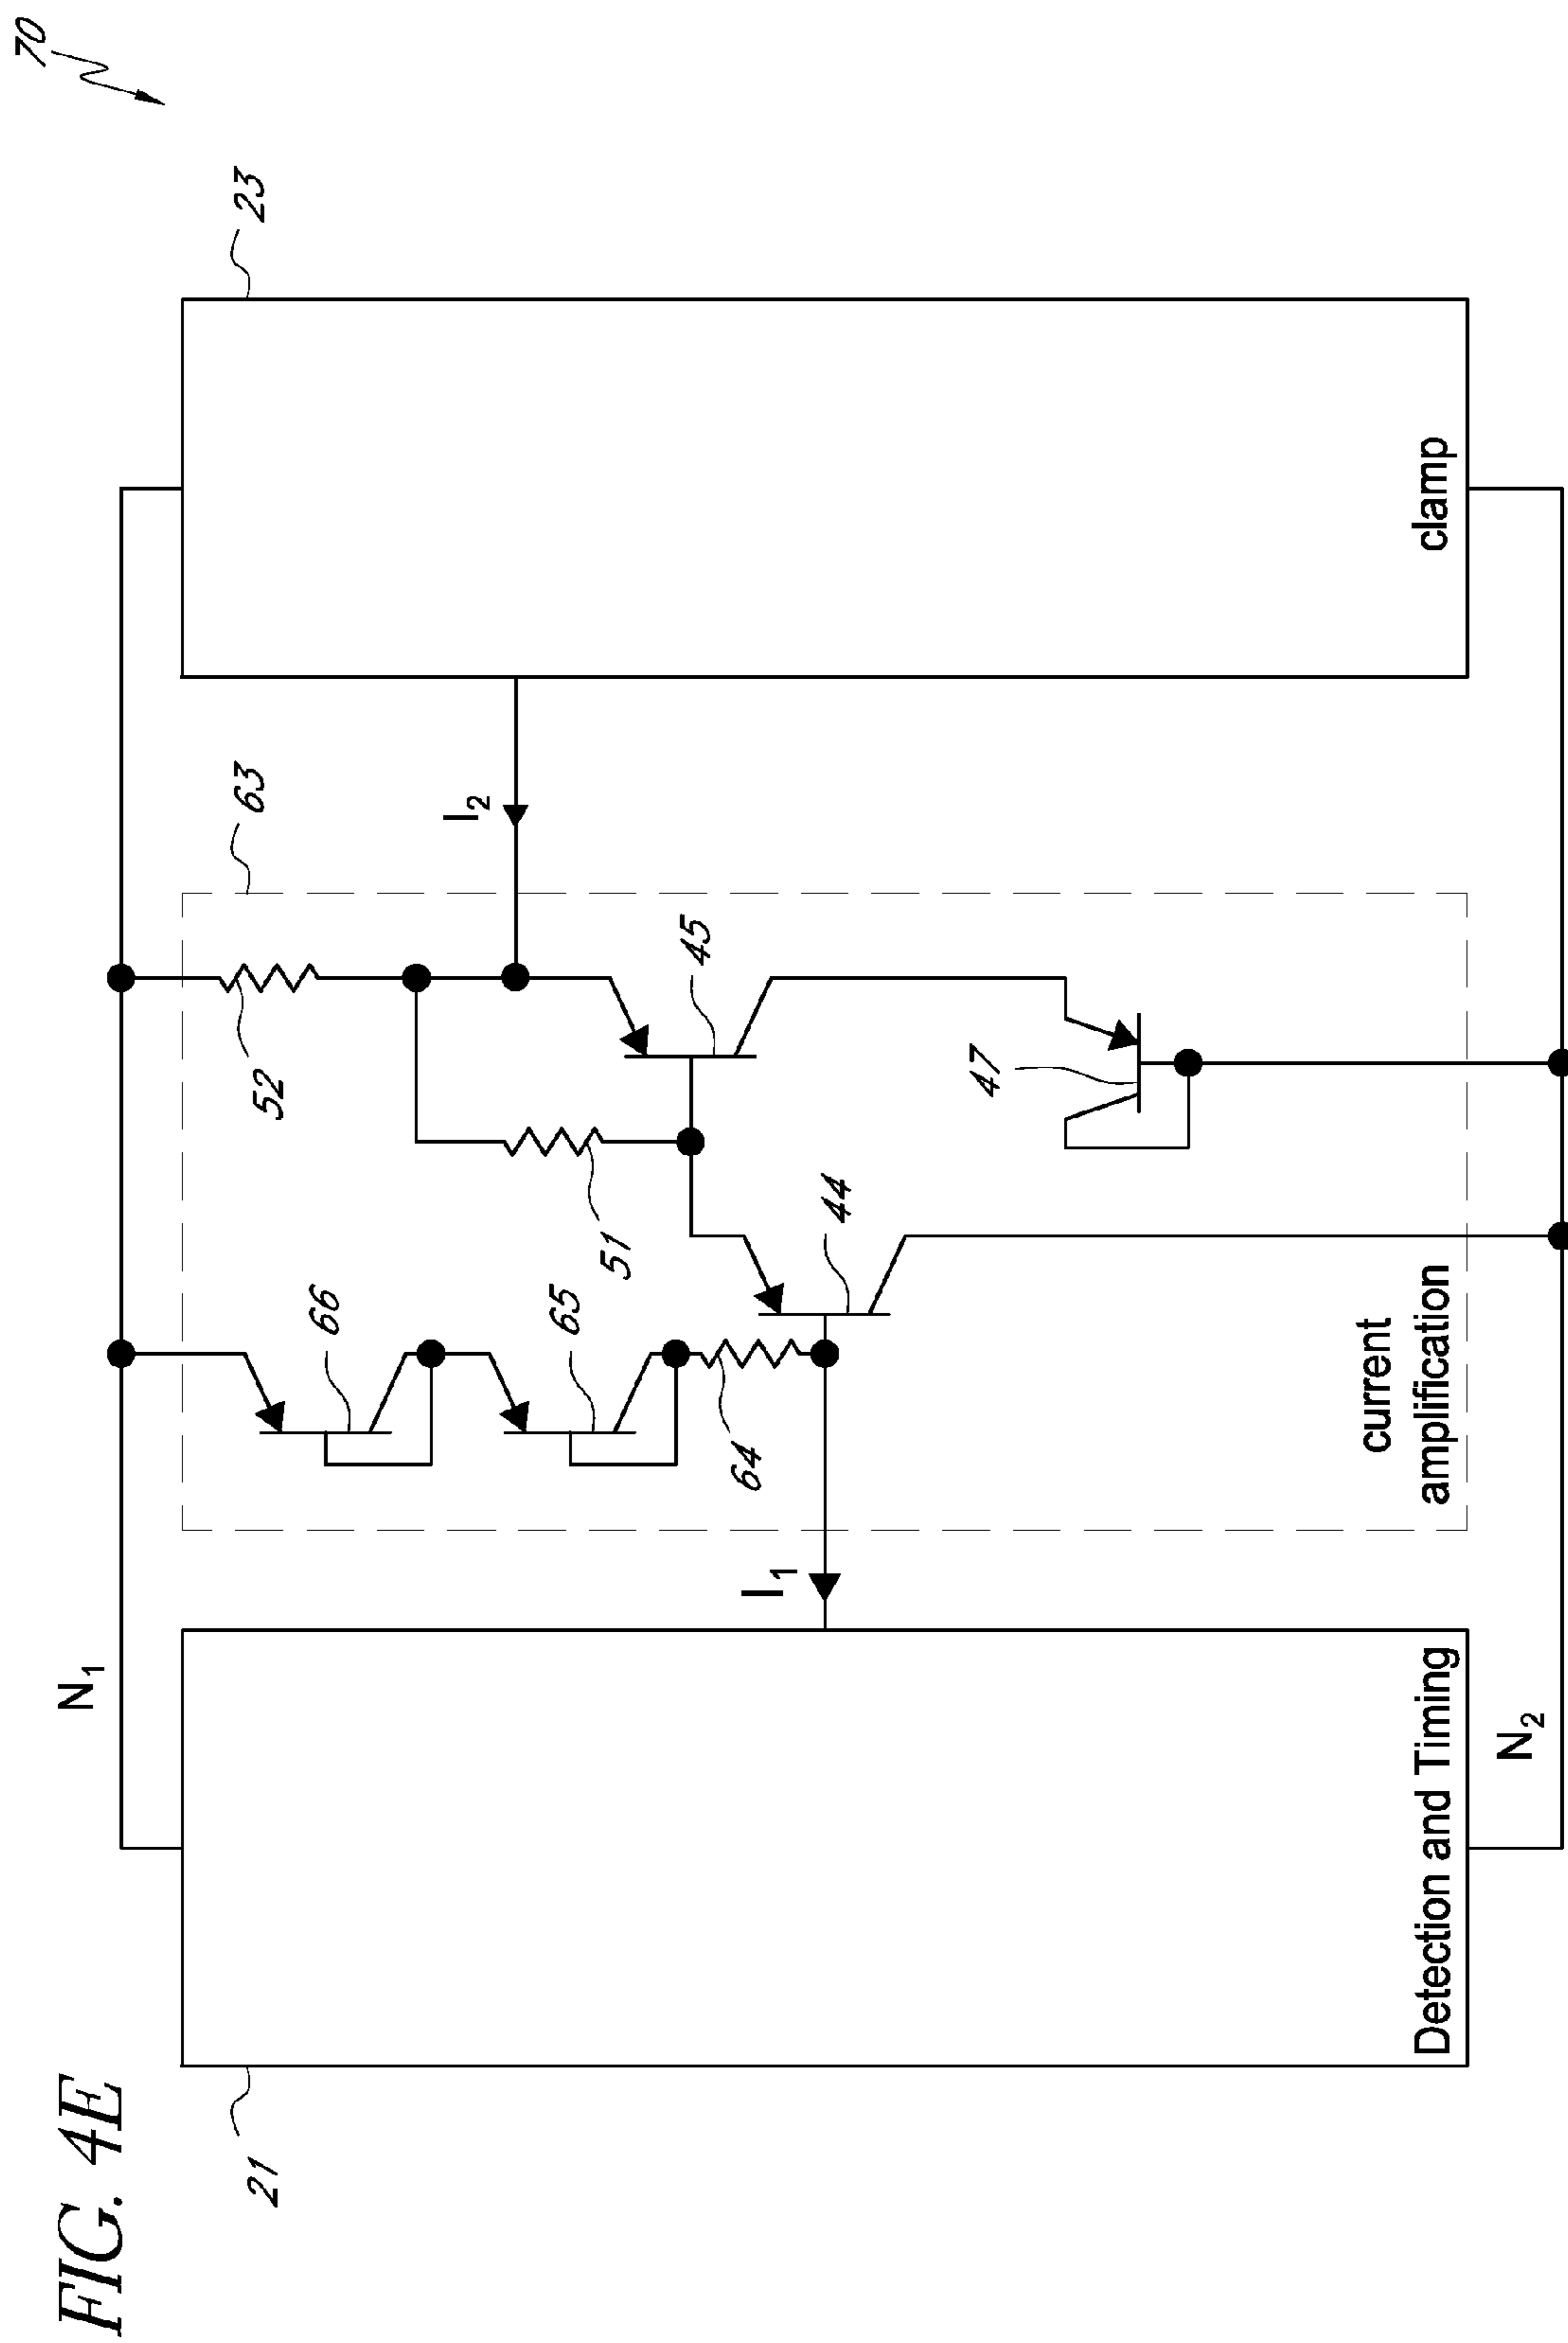 FIG. 4E
70
21
N₁
63
23
66
52
65
51
45
I₂
64
44
47
I₁
current
amplification
Detection and Timing
clamp
N₂